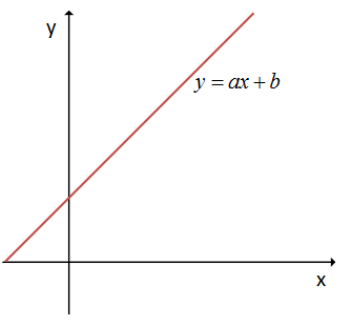 y
y = ax + b
x